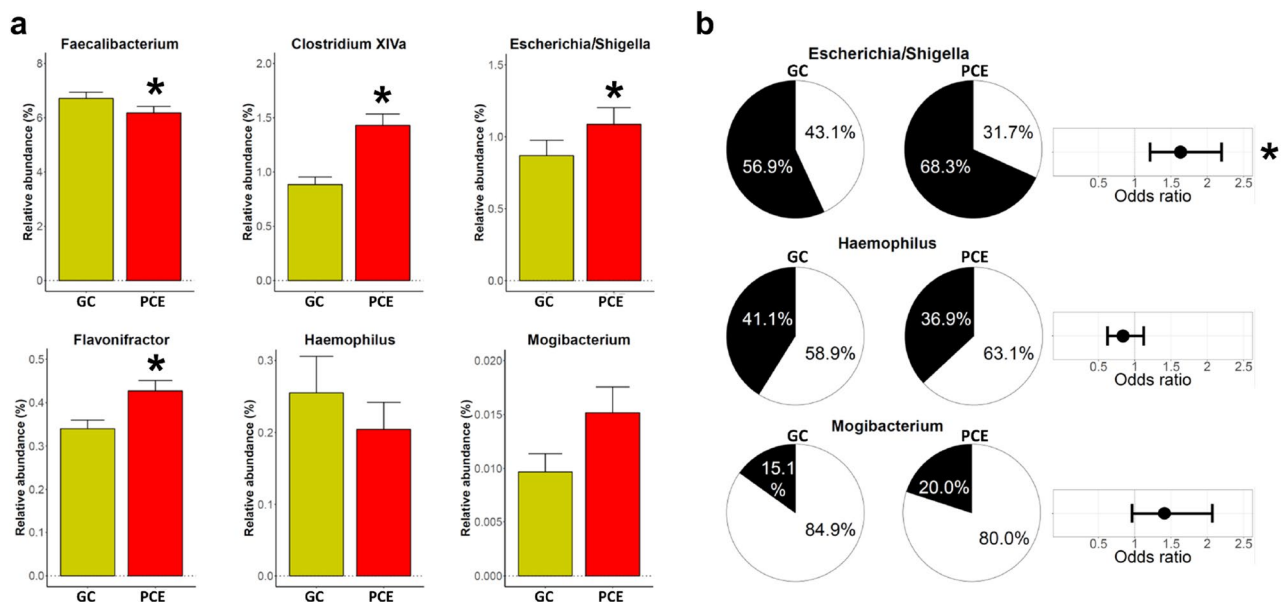 a
Faecalibacterium
Relative abundance (%)
8
6
4
2
0
GC PCE
Clostridium XIVa
Relative abundance (%)
2.0
1.5
1.0
0.5
0.0
GC PCE
*
Escherichia/Shigella
Relative abundance (%)
1.5
1.0
0.5
0.0
GC PCE
*
*
Flavonifractor
Relative abundance (%)
0.5
0.4
0.3
0.2
0.1
0.0
GC PCE
*
Haemophilus
Relative abundance (%)
0.3
0.2
0.1
0.0
GC PCE
Mogibacterium
Relative abundance (%)
0.020
0.015
0.010
0.005
0.000
GC PCE
b
Escherichia/Shigella
GC PCE
43.1%
56.9%
31.7%
68.3%
*
0.5 1 1.5 2 2.5
Odds ratio
Haemophilus
GC PCE
41.1%
58.9%
36.9%
63.1%
0.5 1 1.5 2 2.5
Odds ratio
Mogibacterium
GC PCE
15.1
%
84.9%
20.0%
80.0%
0.5 1 1.5 2 2.5
Odds ratio